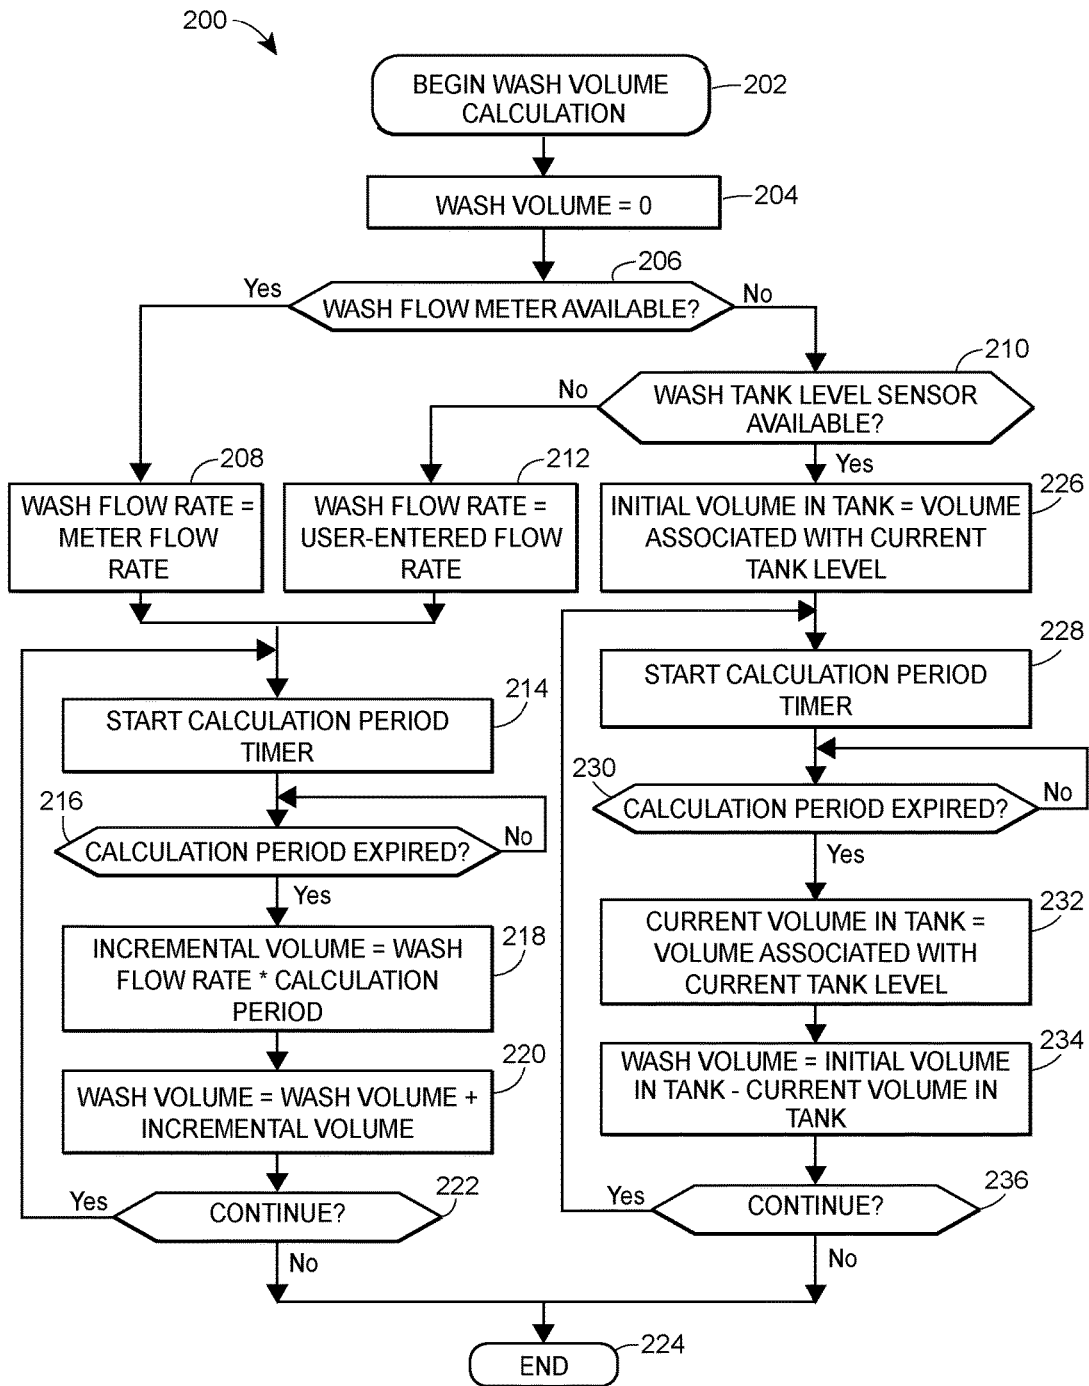 200
BEGIN WASH VOLUME
CALCULATION
202
WASH VOLUME = 0
204
206
Yes
WASH FLOW METER AVAILABLE?
No
210
No
WASH TANK LEVEL SENSOR
AVAILABLE?
Yes
208
WASH FLOW RATE =
METER FLOW
RATE
212
WASH FLOW RATE =
USER-ENTERED FLOW
RATE
226
INITIAL VOLUME IN TANK = VOLUME
ASSOCIATED WITH CURRENT
TANK LEVEL
228
START CALCULATION PERIOD
TIMER
214
START CALCULATION PERIOD
TIMER
230
CALCULATION PERIOD EXPIRED?
No
Yes
216
CALCULATION PERIOD EXPIRED?
No
Yes
232
CURRENT VOLUME IN TANK =
VOLUME ASSOCIATED WITH
CURRENT TANK LEVEL
218
INCREMENTAL VOLUME = WASH
FLOW RATE * CALCULATION
PERIOD
234
WASH VOLUME = INITIAL VOLUME
IN TANK - CURRENT VOLUME IN
TANK
220
WASH VOLUME = WASH VOLUME +
INCREMENTAL VOLUME
Yes
CONTINUE?
222
No
Yes
CONTINUE?
236
No
END
224